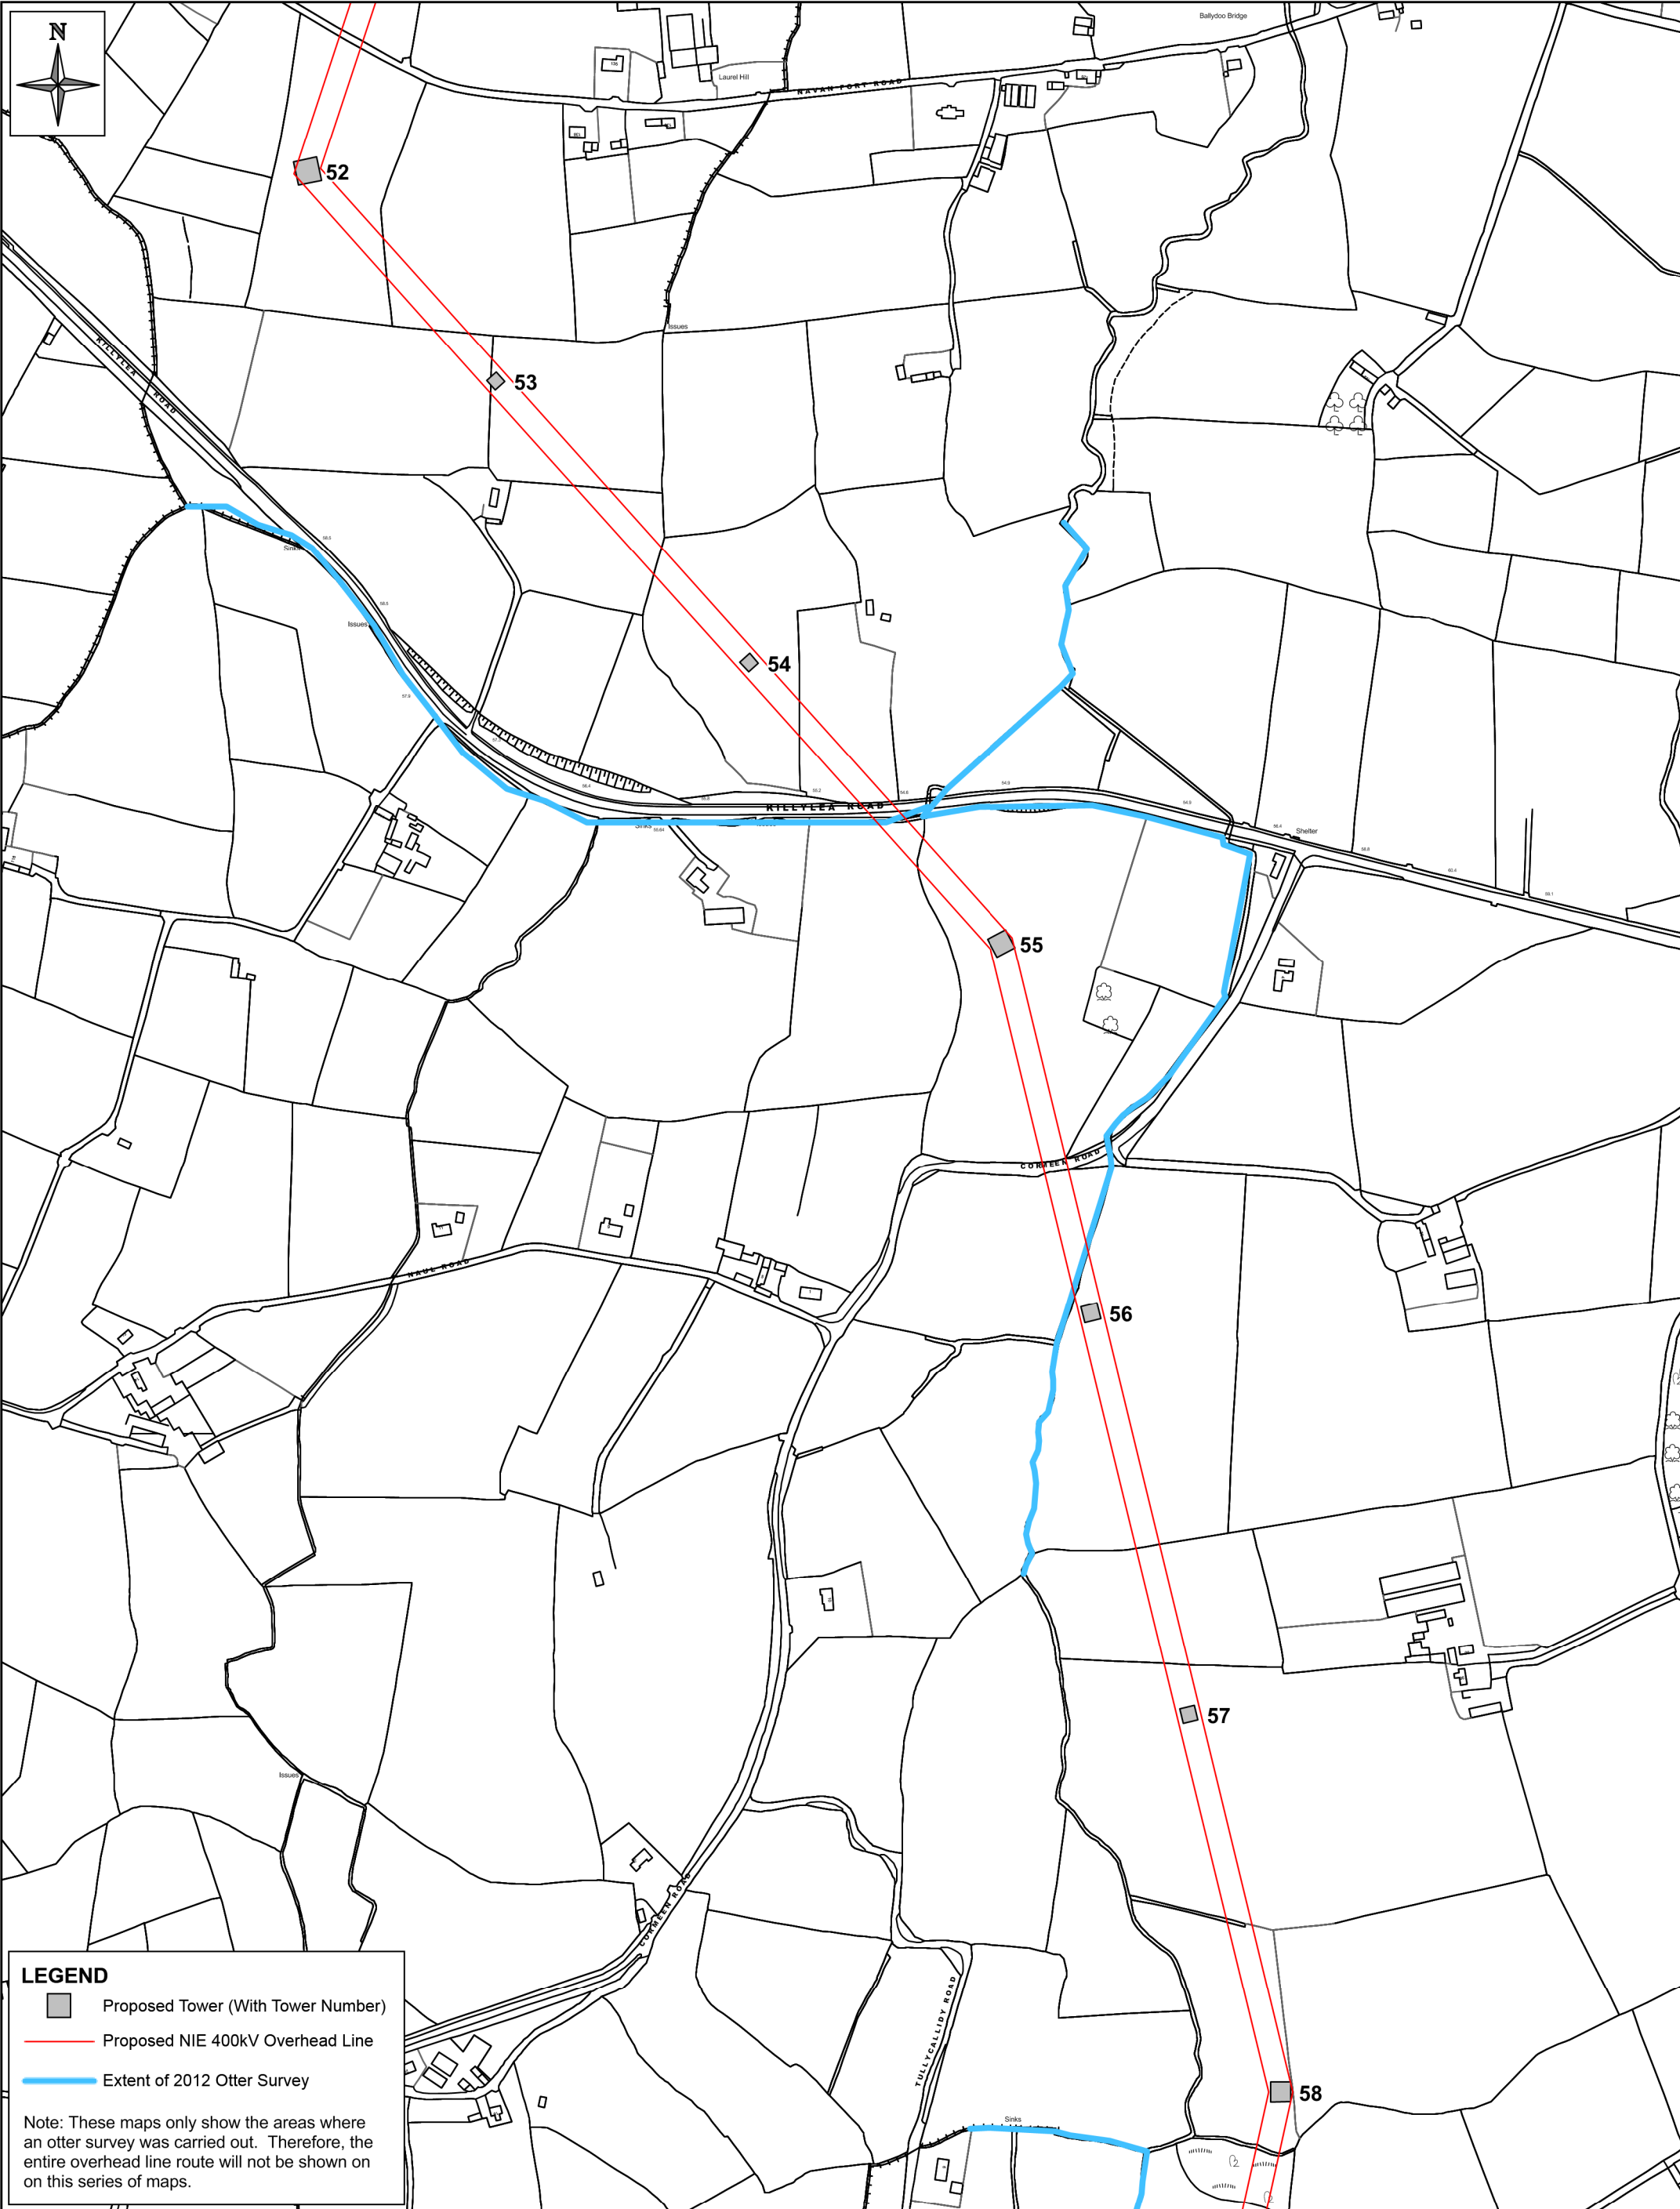 N
Ballydoo Bridge
Laurel Hill
NAVAN FORT ROAD
52
Issues
KILLYLEA ROAD
53
Sinks
Issues
54
KILLYLEA ROAD
Sinks
Shelter
55
CORMEEN ROAD
NAUL ROAD
56
57
Issues
CORMEEN ROAD
TULLYCALLIDY ROAD
58
Sinks
LEGEND
Proposed Tower (With Tower Number)
Proposed NIE 400kV Overhead Line
Extent of 2012 Otter Survey
Note: These maps only show the areas where
an otter survey was carried out. Therefore, the
entire overhead line route will not be shown on
on this series of maps.